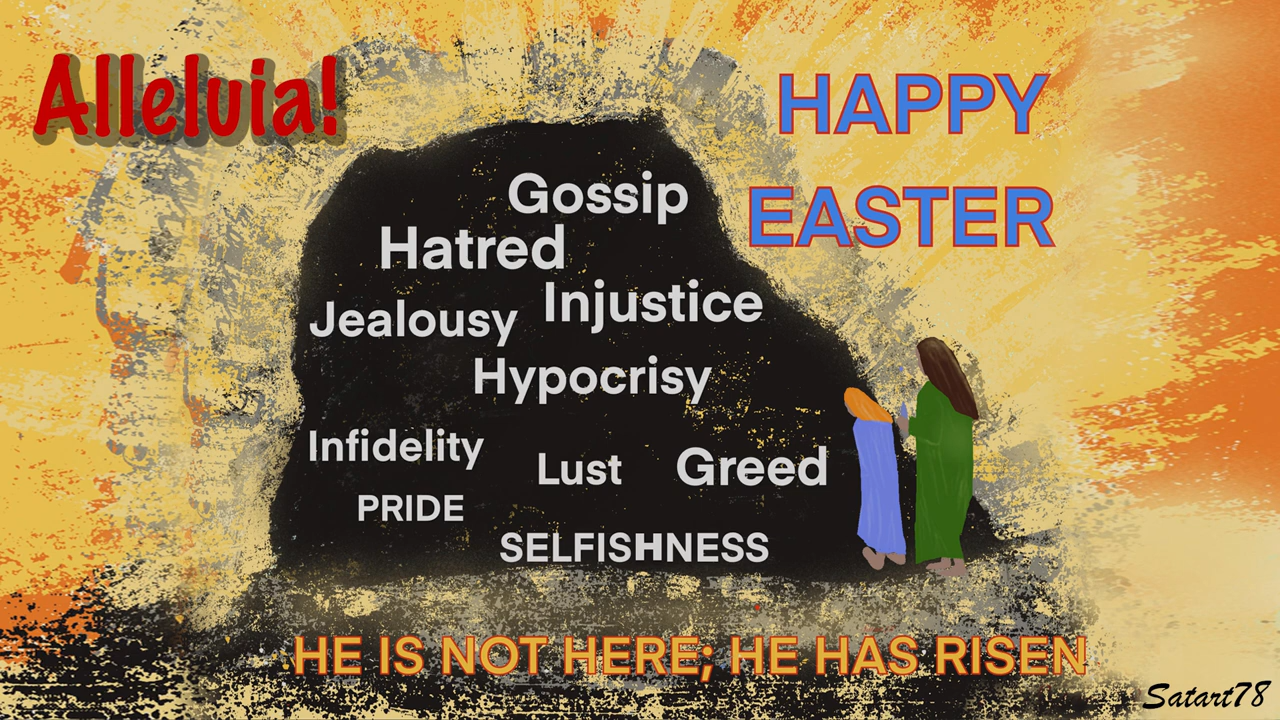 Alleluia!
HAPPY
EASTER
Gossip
Hatred
Injustice
Jealousy
Hypocrisy
Infidelity
Lust
Greed
PRIDE
SELFISHNESS
HE IS NOT HERE; HE HAS RISEN
Satart78